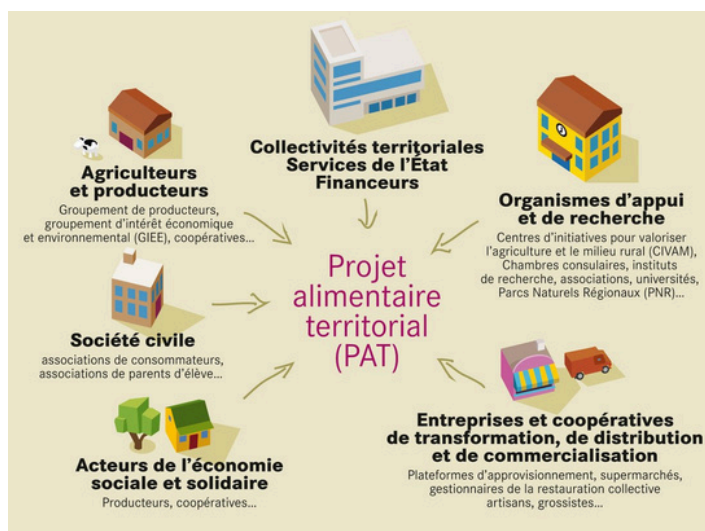 Collectivités territoriales
Services de l'État
Financeurs
Agriculteurs
et producteurs
Groupement de producteurs,
groupement d'intérêt économique
et environnemental (GIEE), coopératives...
Organismes d'appui
et de recherche
Centres d'initiatives pour valoriser
l'agriculture et le milieu rural (CIVAM),
Chambres consulaires, instituts
de recherche, associations, universités,
Parcs Naturels Régionaux (PNR)...
Projet
alimentaire
territorial
(PAT)
Société civile
associations de consommateurs,
associations de parents d'élève...
Acteurs de l'économie
sociale et solidaire
Producteurs, coopératives...
Entreprises et coopératives
de transformation, de distribution
et de commercialisation
Plateformes d'approvisionnement, supermarchés,
gestionnaires de la restauration collective
artisans, grossistes...